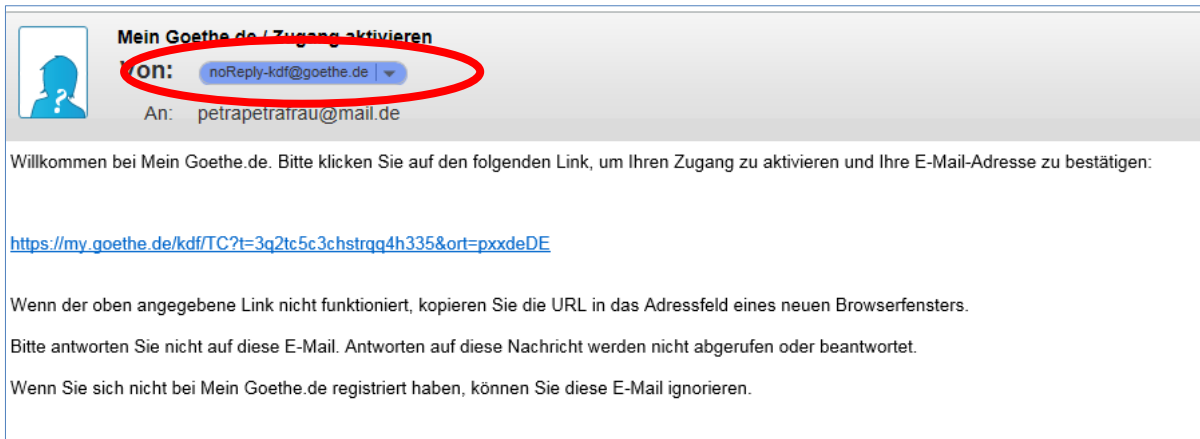 Mein Goethe.de / Zugang aktivieren
Von: noReply-kdf@goethe.de
An: petrapetrafrau@mail.de
Willkommen bei Mein Goethe.de. Bitte klicken Sie auf den folgenden Link, um Ihren Zugang zu aktivieren und Ihre E-Mail-Adresse zu bestätigen:
https://my.goethe.de/kdf/TC?t=3q2tc5c3chstrqq4h335&ort=pxxdeDE
Wenn der oben angegebene Link nicht funktioniert, kopieren Sie die URL in das Adressfeld eines neuen Browserfensters.
Bitte antworten Sie nicht auf diese E-Mail. Antworten auf diese Nachricht werden nicht abgerufen oder beantwortet.
Wenn Sie sich nicht bei Mein Goethe.de registriert haben, können Sie diese E-Mail ignorieren.